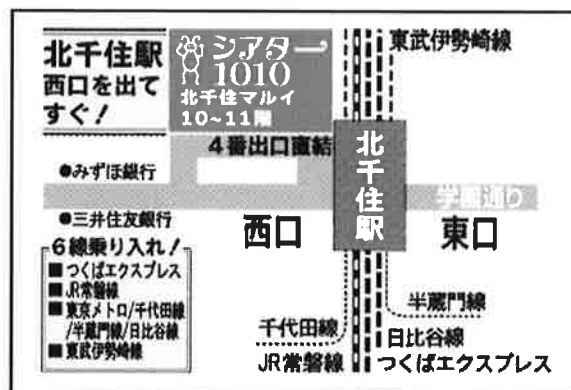 北千住駅
西口を出て
すぐ!
シアター
1010
北千住マルイ
10~11階
東武伊勢崎線
4番出口直結
●みずほ銀行
北千住駅
学園通り
●三井住友銀行
西口
東口
6線乗り入れ!
■つくばエクスプレス
■JR常磐線
■東京メトロ/千代田線
/半蔵門線/日比谷線
■東武伊勢崎線
半蔵門線
千代田線
日比谷線
JR常磐線
つくばエクスプレス